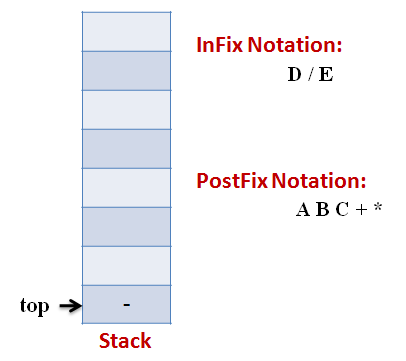 InFix Notation:
D / E
PostFix Notation:
A B C + *
top
-
Stack